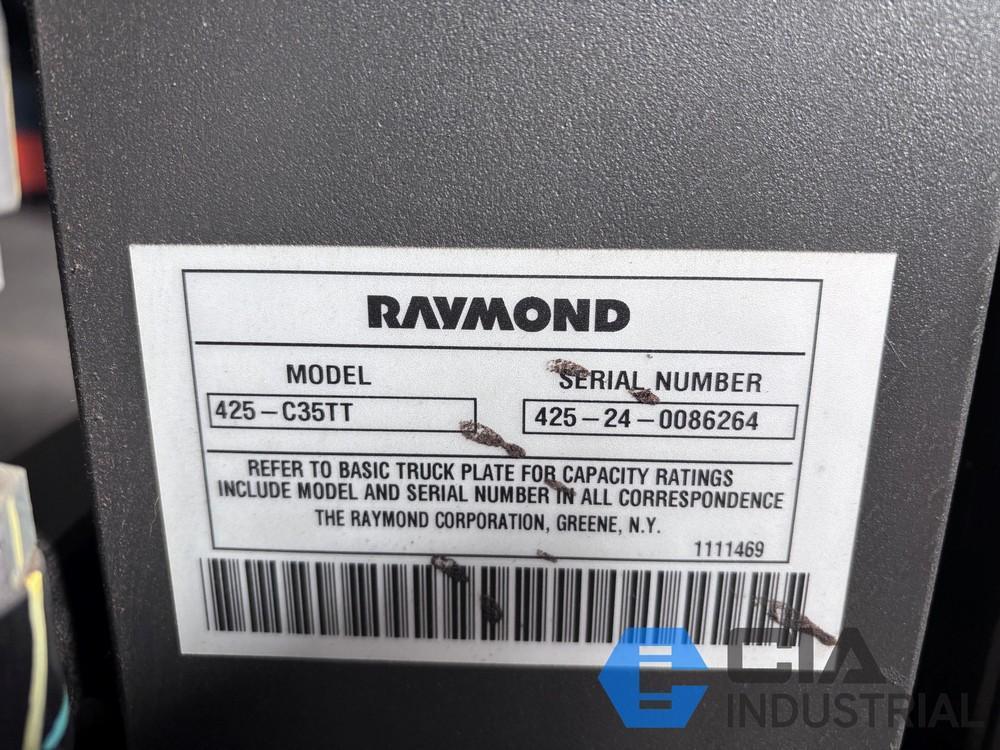 RAYMOND
MODEL
SERIAL NUMBER
425-C35TT
425-24-0086264
REFER TO BASIC TRUCK PLATE FOR CAPACITY RATINGS
INCLUDE MODEL AND SERIAL NUMBER IN ALL CORRESPONDENCE
THE RAYMOND CORPORATION, GREENE, N.Y.
1111469
CIA
INDUSTRIAL